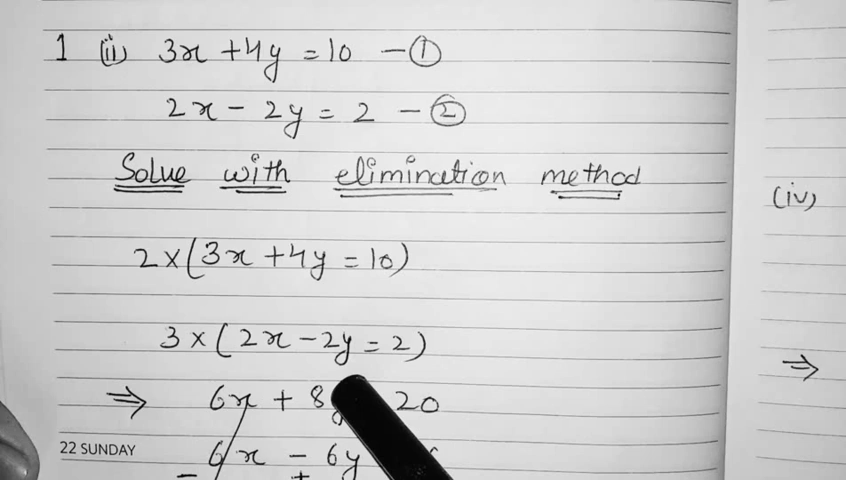 1 (ii) 3x + 4y = 10 — ①
2x - 2y = 2 — ②
Solve with elimination method
(iv)
2 × (3x + 4y = 10)
3 × (2x - 2y = 2)
⇒
⇒ 6x + 8 20
22 SUNDAY
6x - 6y
- +